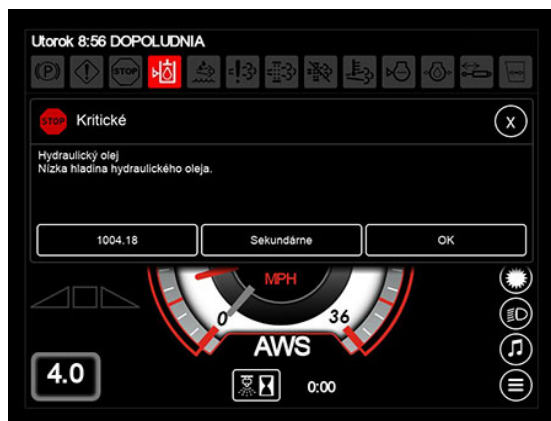 Utorok 8:56 DOPOLUDNIA
(P) STOP
STOP Kritické X
Hydraulický olej
Nízka hladina hydraulického oleja.
1004.18 Sekundárne OK
MPH
0 36
AWS
4.0 0:00